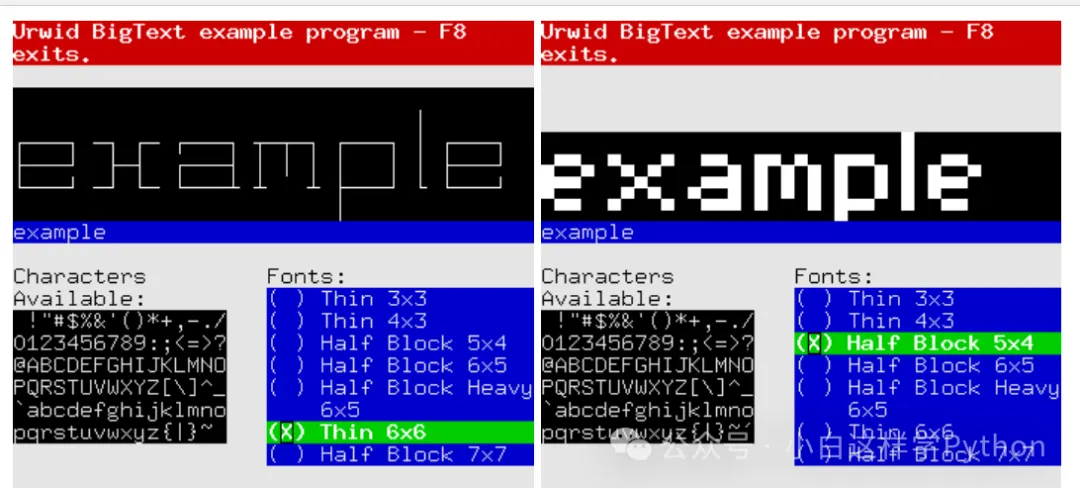 Urwid BigText example program – F8
exits.
example
example
Characters
Available:
!"#$%&'()*+,-./
0123456789:;<=>?
@ABCDEFGHIJKLMNO
PQRSTUVWXYZ[\]^_
`abcdefghijklmno
pqrstuvwxyz{|}~
Fonts:
( ) Thin 3x3
( ) Thin 4x3
( ) Half Block 5x4
( ) Half Block 6x5
( ) Half Block Heavy
6x5
(X) Thin 6x6
( ) Half Block 7x7
Urwid BigText example program – F8
exits.
example
example
Characters
Available:
!"#$%&'()*+,-./
0123456789:;<=>?
@ABCDEFGHIJKLMNO
PQRSTUVWXYZ[\]^_
`abcdefghijklmno
pqrstuvwxyz{|}~´
Fonts:
( ) Thin 3x3
( ) Thin 4x3
(X) Half Block 5x4
( ) Half Block 6x5
( ) Half Block Heavy
6x5
( ) Thin 6x6
( ) Half Block 7x7
公众号 · 小白这样学Python